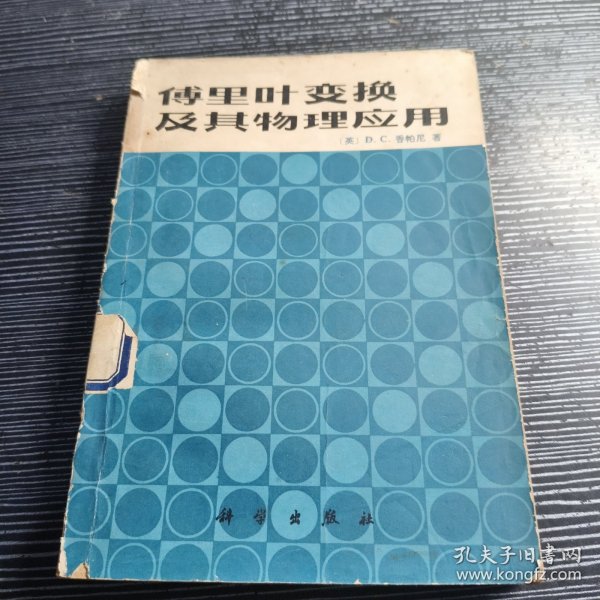 傅里叶变换
及其物理应用
〔英〕D. C. 香帕尼 著
科学出版社
孔夫子旧书网
www.kongfz.com